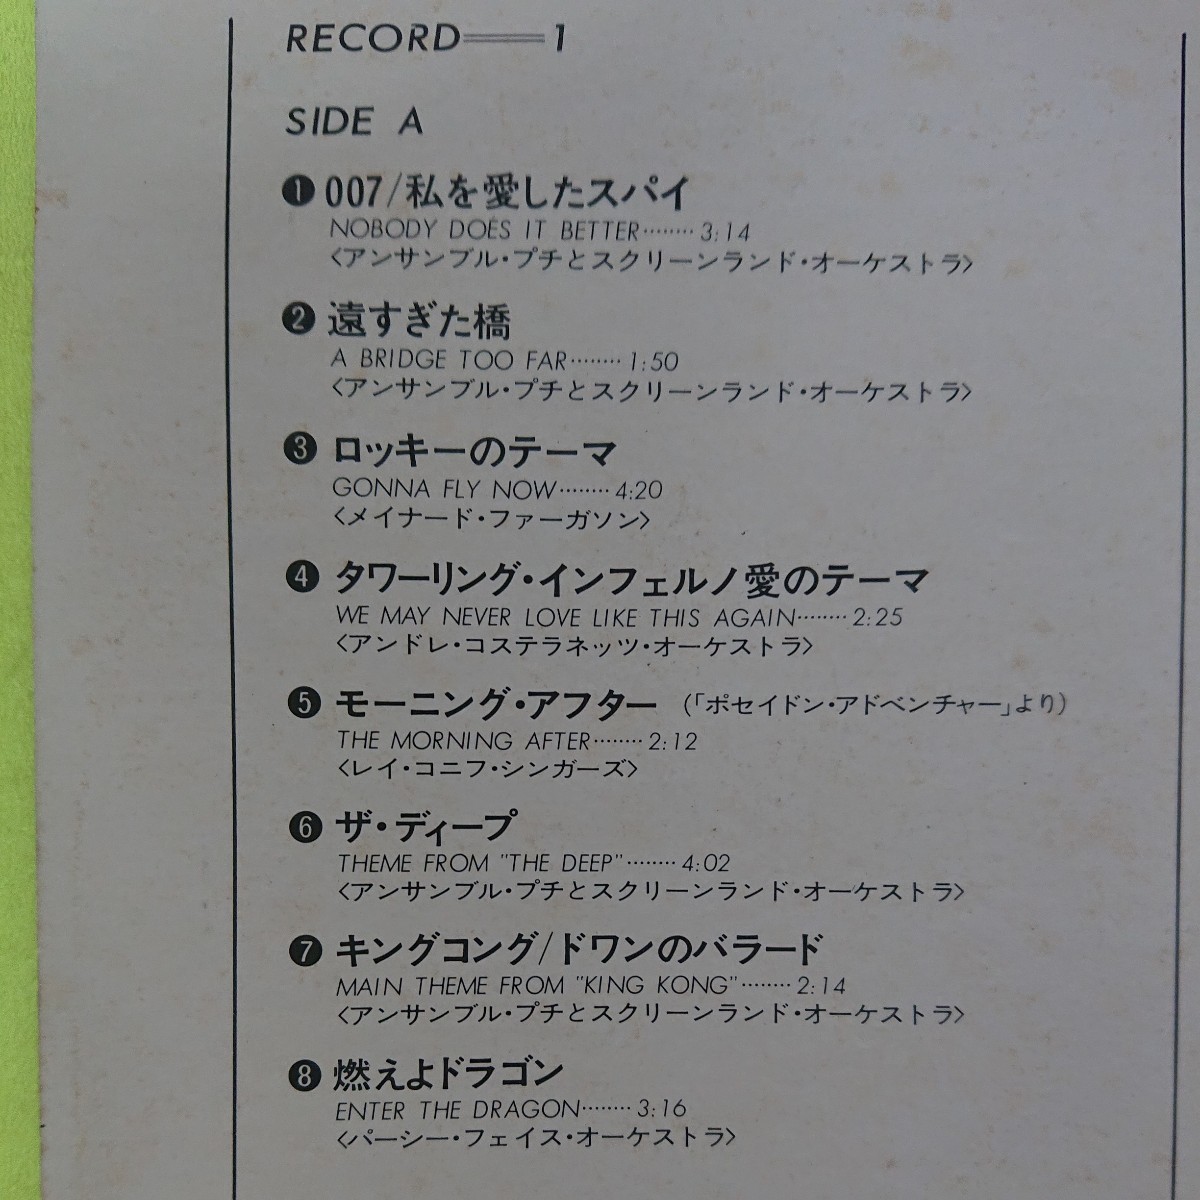 RECORD═1
SIDE A
❶ 007/私を愛したスパイ
NOBODY DOES IT BETTER········3:14
〈アンサンブル・プチとスクリーンランド・オーケストラ〉
❷ 遠すぎた橋
A BRIDGE TOO FAR········1:50
〈アンサンブル・プチとスクリーンランド・オーケストラ〉
❸ ロッキーのテーマ
GONNA FLY NOW········4:20
〈メイナード・ファーガソン〉
❹ タワーリング・インフェルノ愛のテーマ
WE MAY NEVER LOVE LIKE THIS AGAIN········2:25
〈アンドレ・コステラネッツ・オーケストラ〉
❺ モーニング・アフター (「ポセイドン・アドベンチャー」より)
THE MORNING AFTER········2:12
〈レイ・コニフ・シンガーズ〉
❻ ザ・ディープ
THEME FROM "THE DEEP"········4:02
〈アンサンブル・プチとスクリーンランド・オーケストラ〉
❼ キングコング/ドワンのバラード
MAIN THEME FROM "KING KONG"········2:14
〈アンサンブル・プチとスクリーンランド・オーケストラ〉
❽ 燃えよドラゴン
ENTER THE DRAGON········3:16
〈パーシー・フェイス・オーケストラ〉